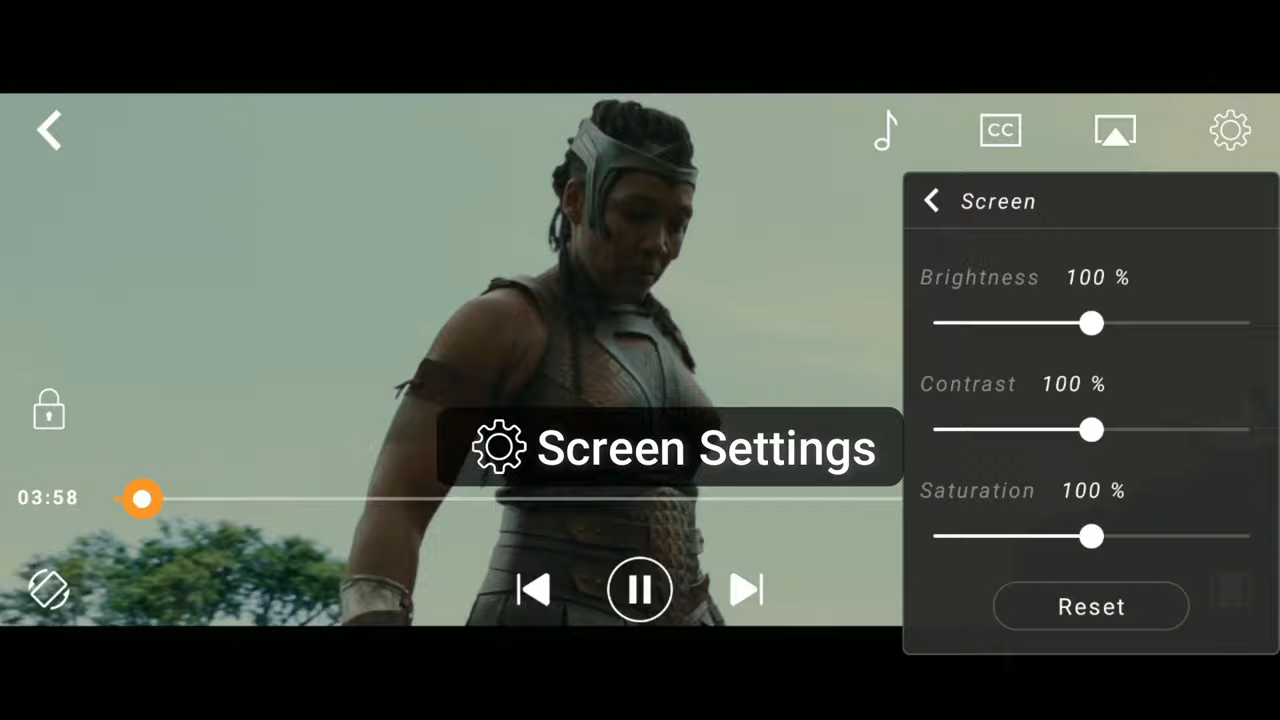 CC
Screen
Brightness 100 %
Contrast 100 %
Screen Settings
Saturation 100 %
03:58
Reset